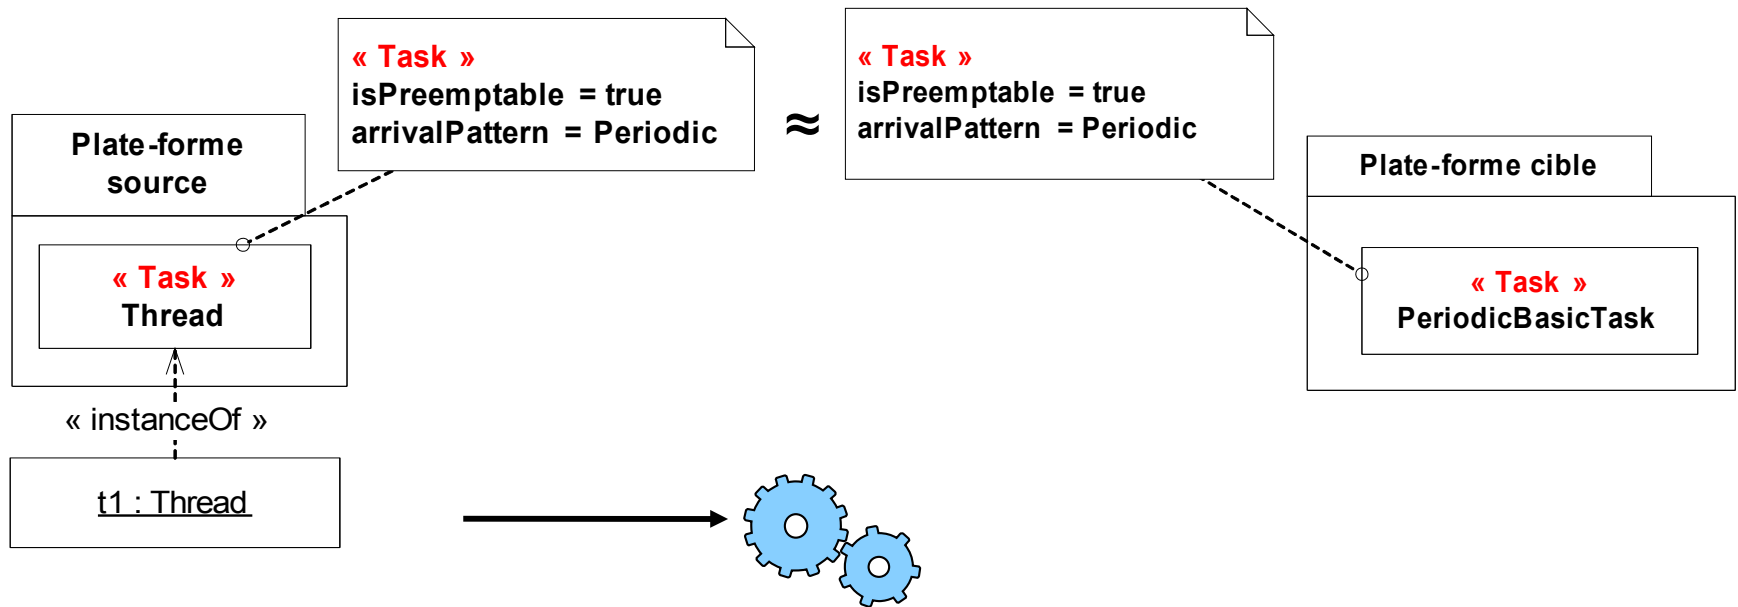 « Task »
isPreemptable = true
arrivalPattern = Periodic
≈
« Task »
isPreemptable = true
arrivalPattern = Periodic
Plate-forme
source
« Task »
Thread
« instanceOf »
t1 : Thread
Plate-forme cible
« Task »
PeriodicBasicTask